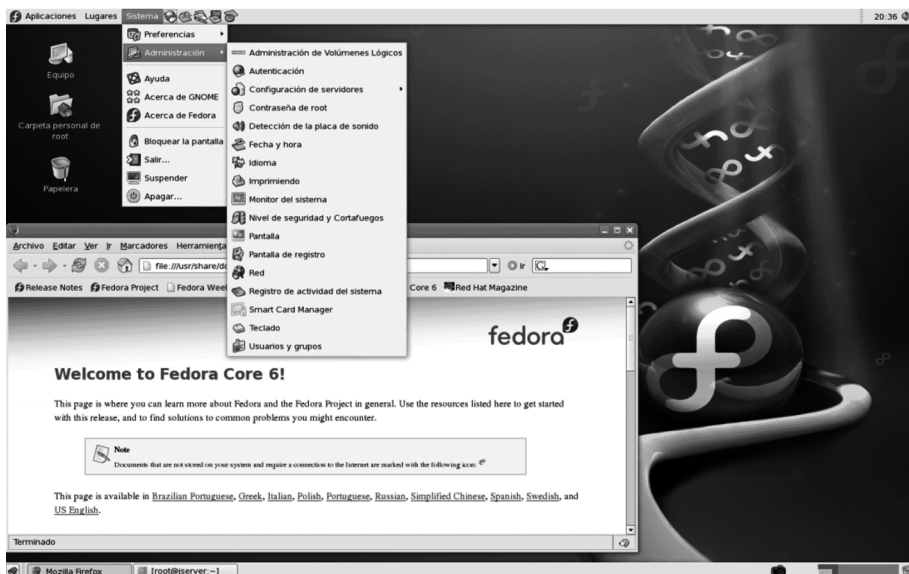 Aplicaciones Lugares Sistema
20:36
Equipo
Carpeta personal de
root
Papelera
Preferencias
Administración
Ayuda
Acerca de GNOME
Acerca de Fedora
Bloquear la pantalla
Salir...
Suspender
Apagar...
Administración de Volúmenes Lógicos
Autenticación
Configuración de servidores
Contraseña de root
Detección de la placa de sonido
Fecha y hora
Idioma
Imprimiendo
Monitor del sistema
Nivel de seguridad y Cortafuegos
Pantalla
Pantalla de registro
Red
Registro de actividad del sistema
Smart Card Manager
Teclado
Usuarios y grupos
Archivo Editar Ver Ir Marcadores
file:///usr/share/
Ir
Release Notes Fedora Project Fedora Core 6 Red Hat Magazine
fedora
Welcome to Fedora Core 6!
This page is where you can learn more about Fedora and the Fedora Project in general. Use the resources listed here to get started
with this release, and to find solutions to common problems you might encounter.
Note
Documents that are not stored on your system and require a connection to the Internet are marked with the following icon:
This page is available in Brazilian Portuguese, Greek, Italian, Polish, Portuguese, Russian, Simplified Chinese, Spanish, Swedish, and
US English.
Terminado
Mozilla Firefox
[root@iserver:~]